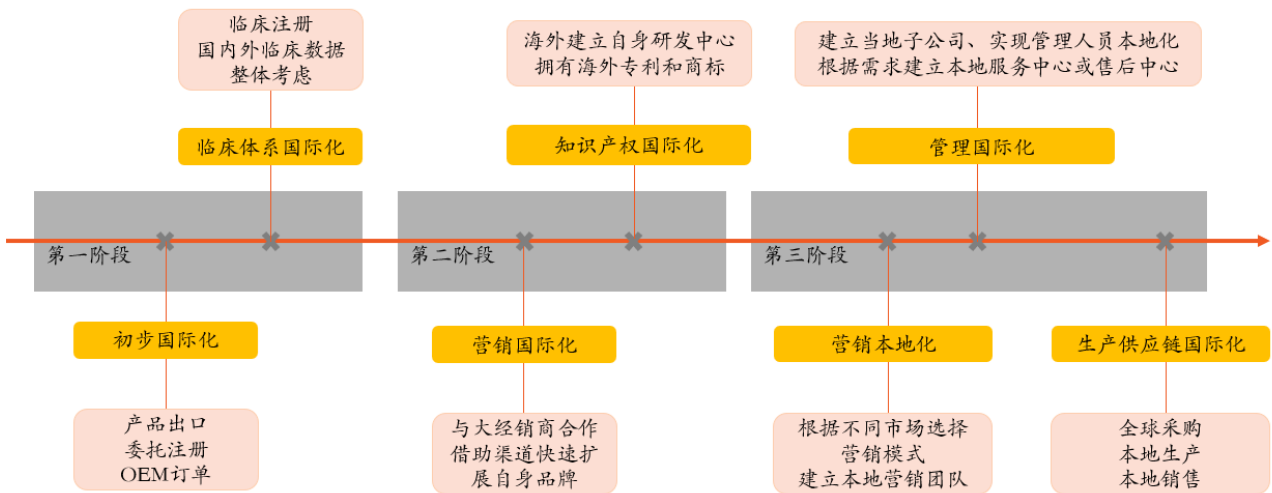 临床注册
国内外临床数据
整体考虑
海外建立自身研发中心
拥有海外专利和商标
建立当地子公司、实现管理人员本地化
根据需求建立本地服务中心或售后中心
临床体系国际化
知识产权国际化
管理国际化
第一阶段
第二阶段
第三阶段
初步国际化
营销国际化
营销本地化
生产供应链国际化
产品出口
委托注册
OEM订单
与大经销商合作
借助渠道快速扩
展自身品牌
根据不同市场选择
营销模式
建立本地营销团队
全球采购
本地生产
本地销售